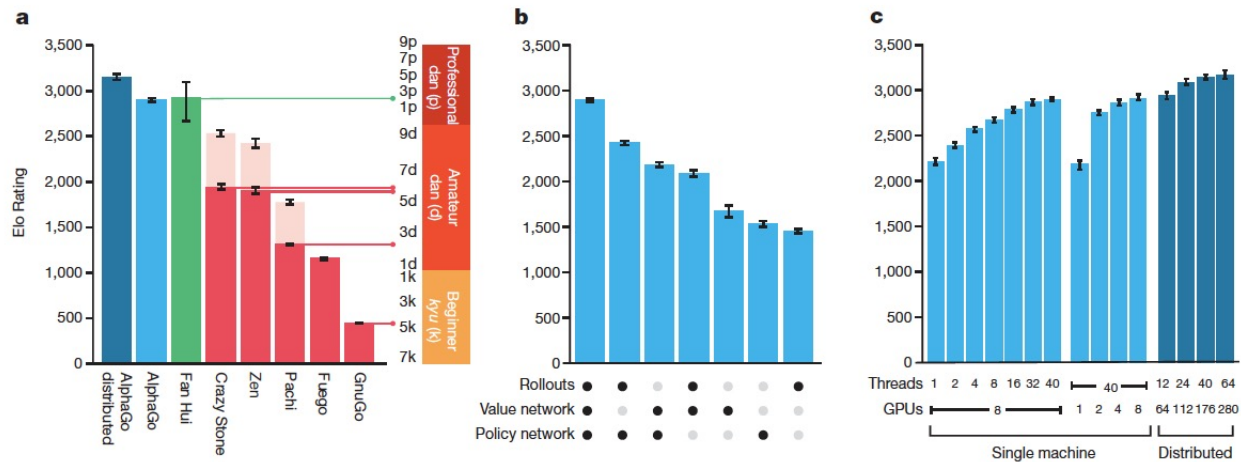 a
3,500
3,000
2,500
2,000
1,500
1,000
500
0
Elo Rating
AlphaGo distributed
AlphaGo
Fan Hui
Crazy Stone
Zen
Pachi
Fuego
GnuGo
9p
7p
5p
3p
1p
9d
7d
5d
3d
1d
1k
3k
5k
7k
Professional dan (p)
Amateur dan (d)
Beginner kyu (k)
b
3,500
3,000
2,500
2,000
1,500
1,000
500
0
Rollouts
Value network
Policy network
c
3,500
3,000
2,500
2,000
1,500
1,000
500
0
Threads 1 2 4 8 16 32 40 40 12 24 40 64
GPUs 8 1 2 4 8 64 112 176 280
Single machine Distributed